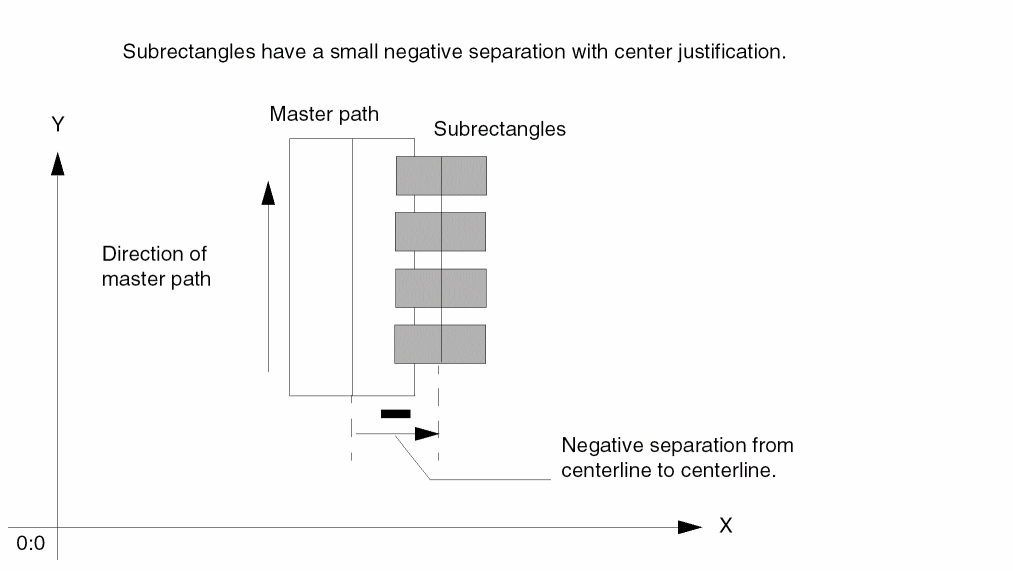 Subrectangles have a small negative separation with center justification.
Master path
Subrectangles
Y
Direction of
master path
Negative separation from
centerline to centerline.
X
0:0